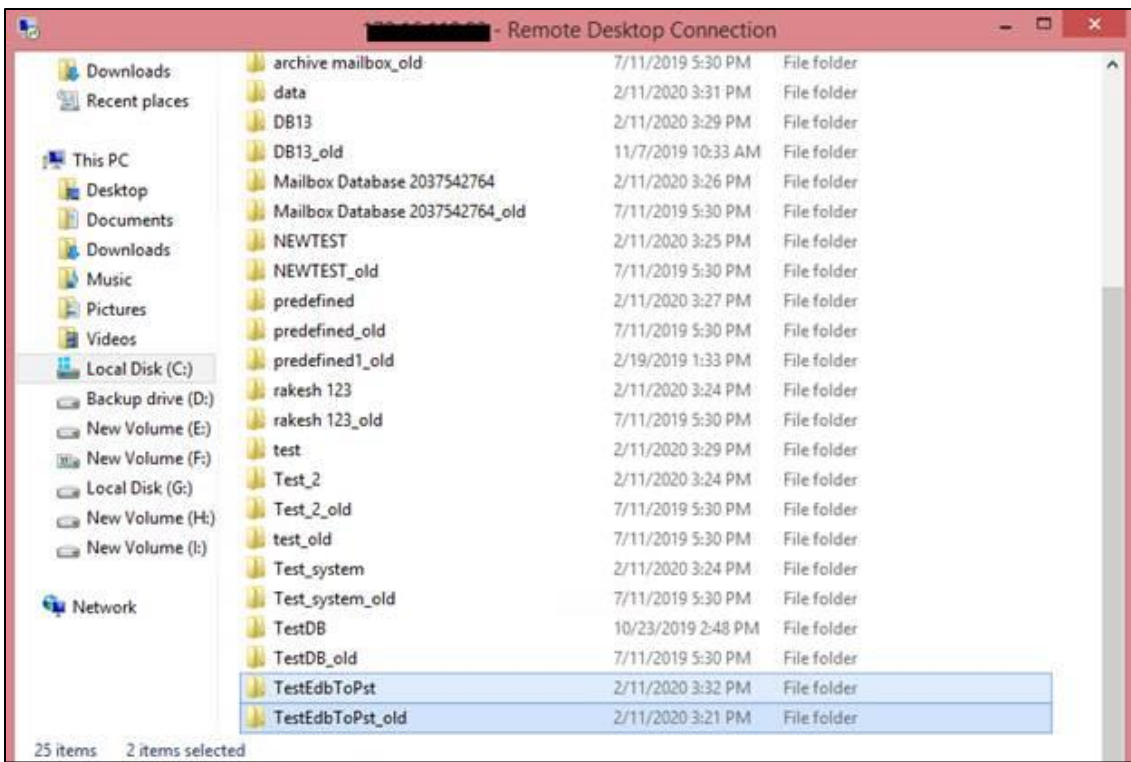 - Remote Desktop Connection
Downloads
Recent places
This PC
Desktop
Documents
Downloads
Music
Pictures
Videos
Local Disk (C:)
Backup drive (D:)
New Volume (E:)
New Volume (F:)
Local Disk (G:)
New Volume (H:)
New Volume (I:)
Network
archive mailbox_old 7/11/2019 5:30 PM File folder
data 2/11/2020 3:31 PM File folder
DB13 2/11/2020 3:29 PM File folder
DB13_old 11/7/2019 10:33 AM File folder
Mailbox Database 2037542764 2/11/2020 3:26 PM File folder
Mailbox Database 2037542764_old 7/11/2019 5:30 PM File folder
NEWTEST 2/11/2020 3:25 PM File folder
NEWTEST_old 7/11/2019 5:30 PM File folder
predefined 2/11/2020 3:27 PM File folder
predefined_old 7/11/2019 5:30 PM File folder
predefined1_old 2/19/2019 1:33 PM File folder
rakesh 123 2/11/2020 3:24 PM File folder
rakesh 123_old 7/11/2019 5:30 PM File folder
test 2/11/2020 3:29 PM File folder
Test_2 2/11/2020 3:24 PM File folder
Test_2_old 7/11/2019 5:30 PM File folder
test_old 7/11/2019 5:30 PM File folder
Test_system 2/11/2020 3:24 PM File folder
Test_system_old 7/11/2019 5:30 PM File folder
TestDB 10/23/2019 2:48 PM File folder
TestDB_old 7/11/2019 5:30 PM File folder
TestEdbToPst 2/11/2020 3:32 PM File folder
TestEdbToPst_old 2/11/2020 3:21 PM File folder
25 items 2 items selected